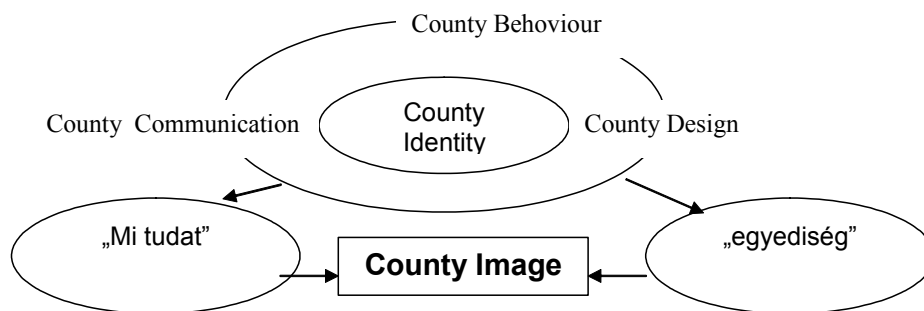 County Behoviour
County
Identity
County Communication
County Design
„Mi tudat”
„egyediség”
County Image